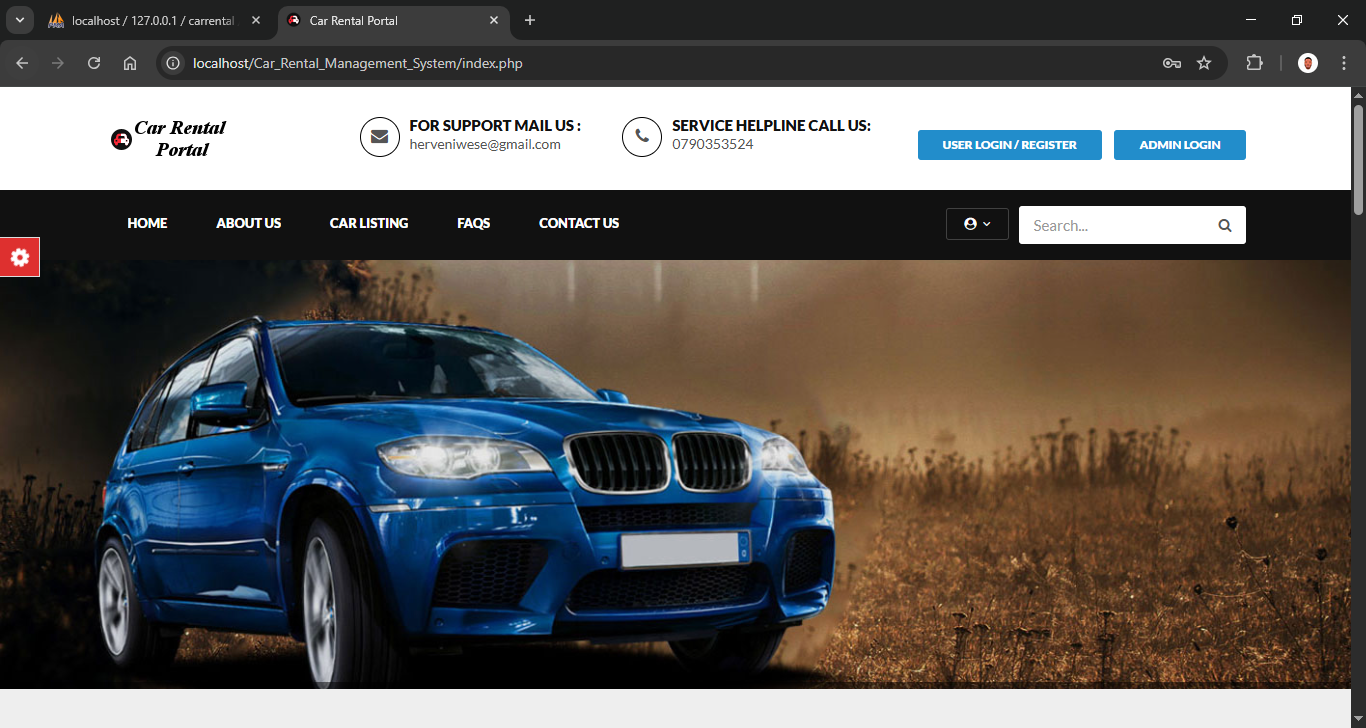 localhost / 127.0.0.1 / carrental
Car Rental Portal
localhost/Car_Rental_Management_System/index.php
Car Rental
Portal
FOR SUPPORT MAIL US :
herveniwese@gmail.com
SERVICE HELPLINE CALL US:
0790353524
USER LOGIN / REGISTER
ADMIN LOGIN
HOME
ABOUT US
CAR LISTING
FAQS
CONTACT US
Search...